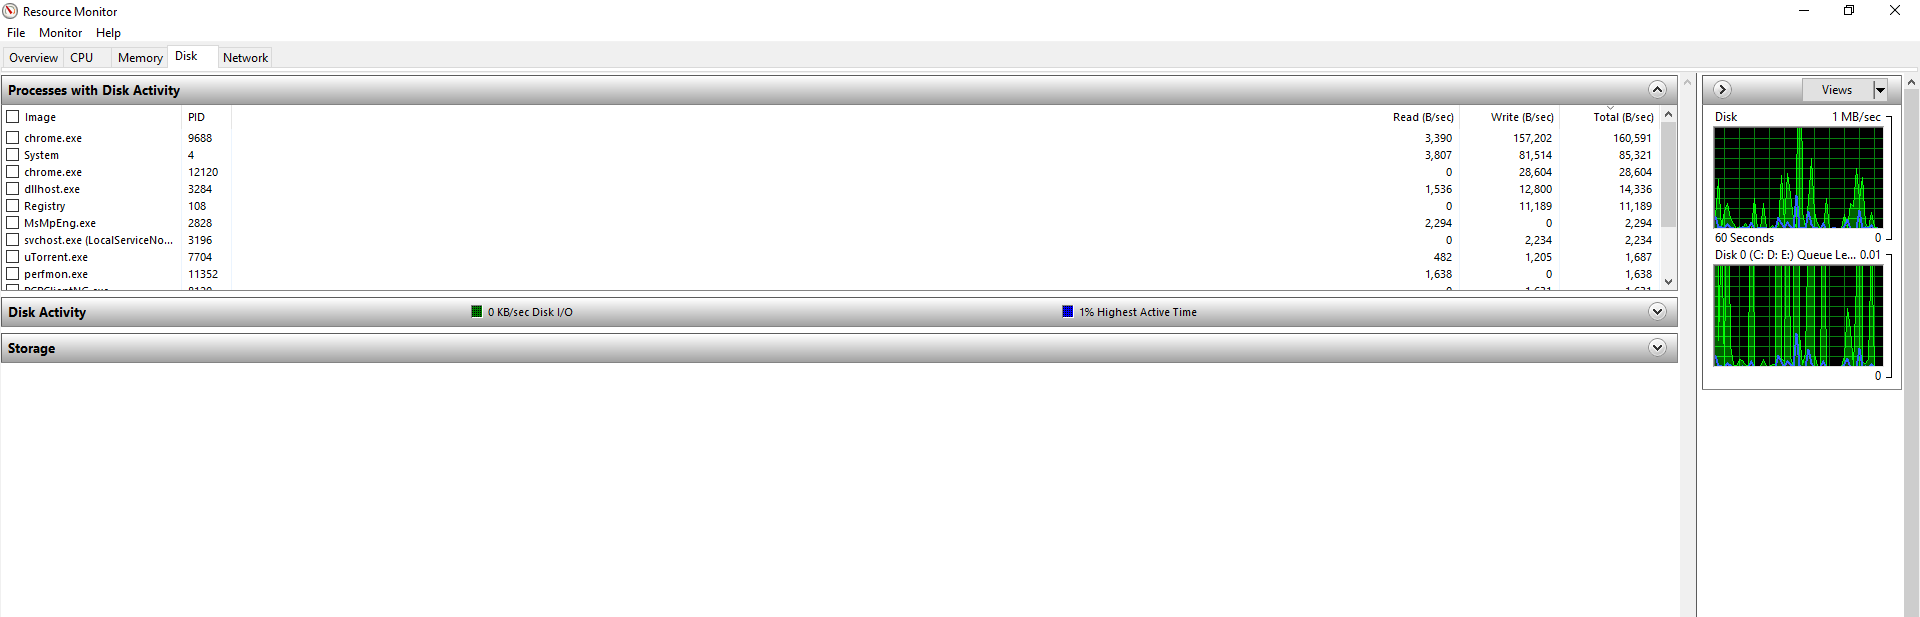 Resource Monitor
File Monitor Help
Overview CPU Memory Disk Network
Processes with Disk Activity
Image PID Read (B/sec) Write (B/sec) Total (B/sec)
chrome.exe 9688 3,390 157,202 160,591
System 4 3,807 81,514 85,321
chrome.exe 12120 0 28,604 28,604
dllhost.exe 3284 1,536 12,800 14,336
Registry 108 0 11,189 11,189
MsMpEng.exe 2828 2,294 0 2,294
svchost.exe (LocalServiceNo... 3196 0 2,234 2,234
uTorrent.exe 7704 482 1,205 1,687
perfmon.exe 11352 1,638 0 1,638
Disk Activity 0 KB/sec Disk I/O 1% Highest Active Time
Storage
Views
Disk 1 MB/sec
60 Seconds 0
Disk 0 (C: D: E:) Queue Le... 0.01
0